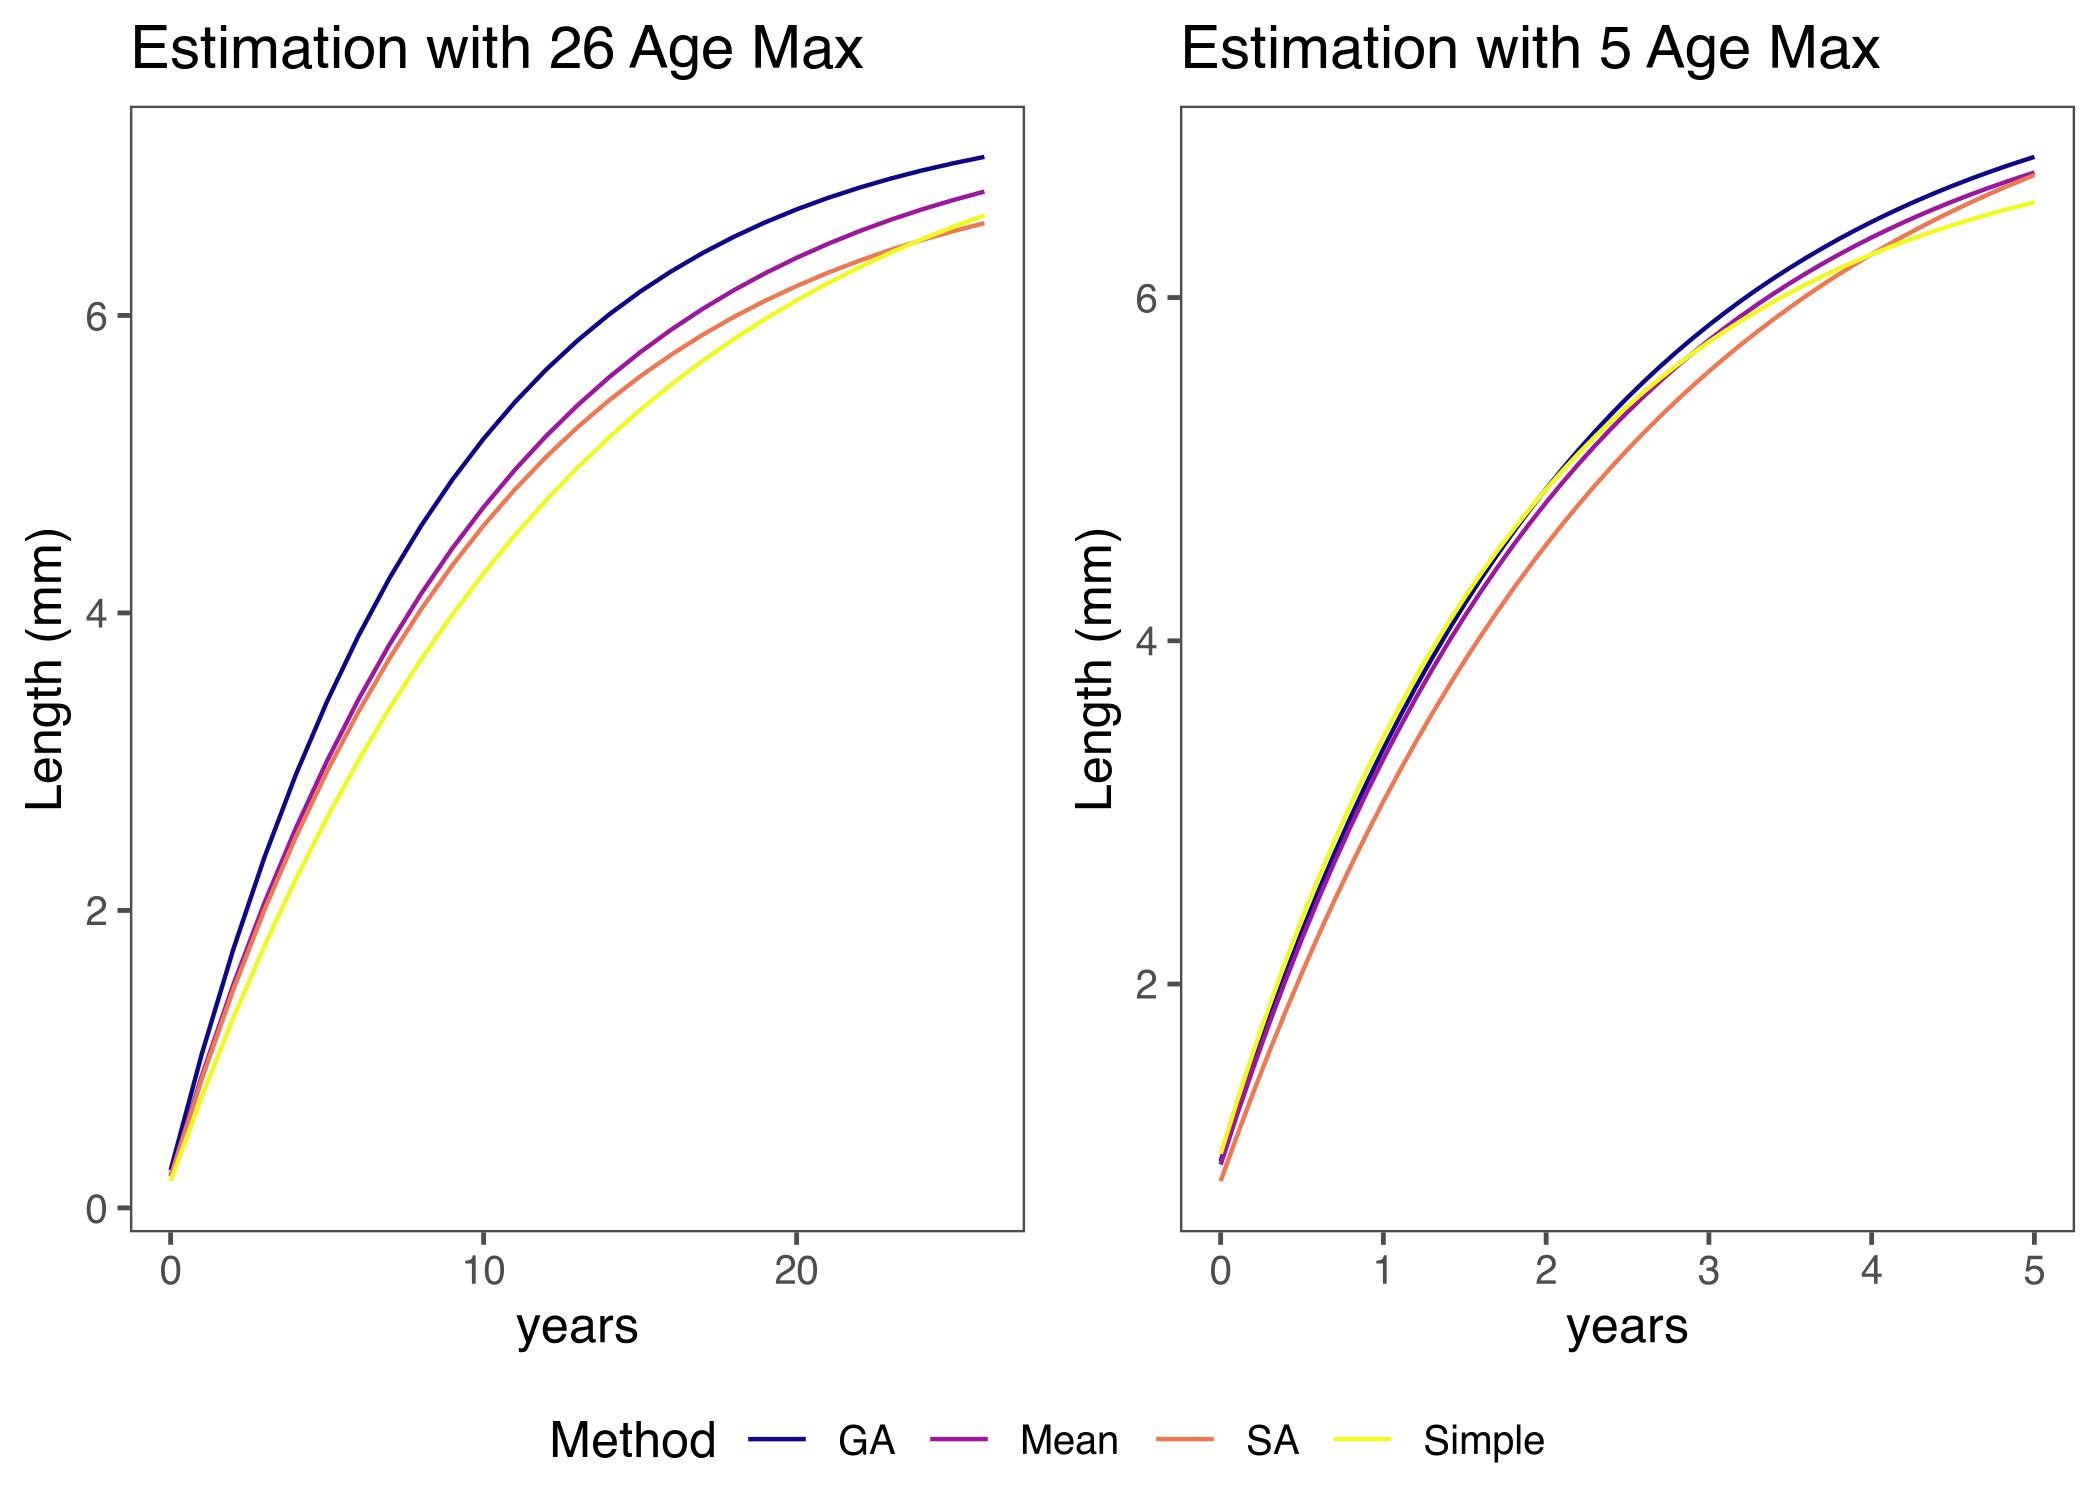 Estimation with 26 Age Max
Length (mm)
6
4
2
0
0 10 20
years
Estimation with 5 Age Max
Length (mm)
6
4
2
0 1 2 3 4 5
years
Method GA Mean SA Simple